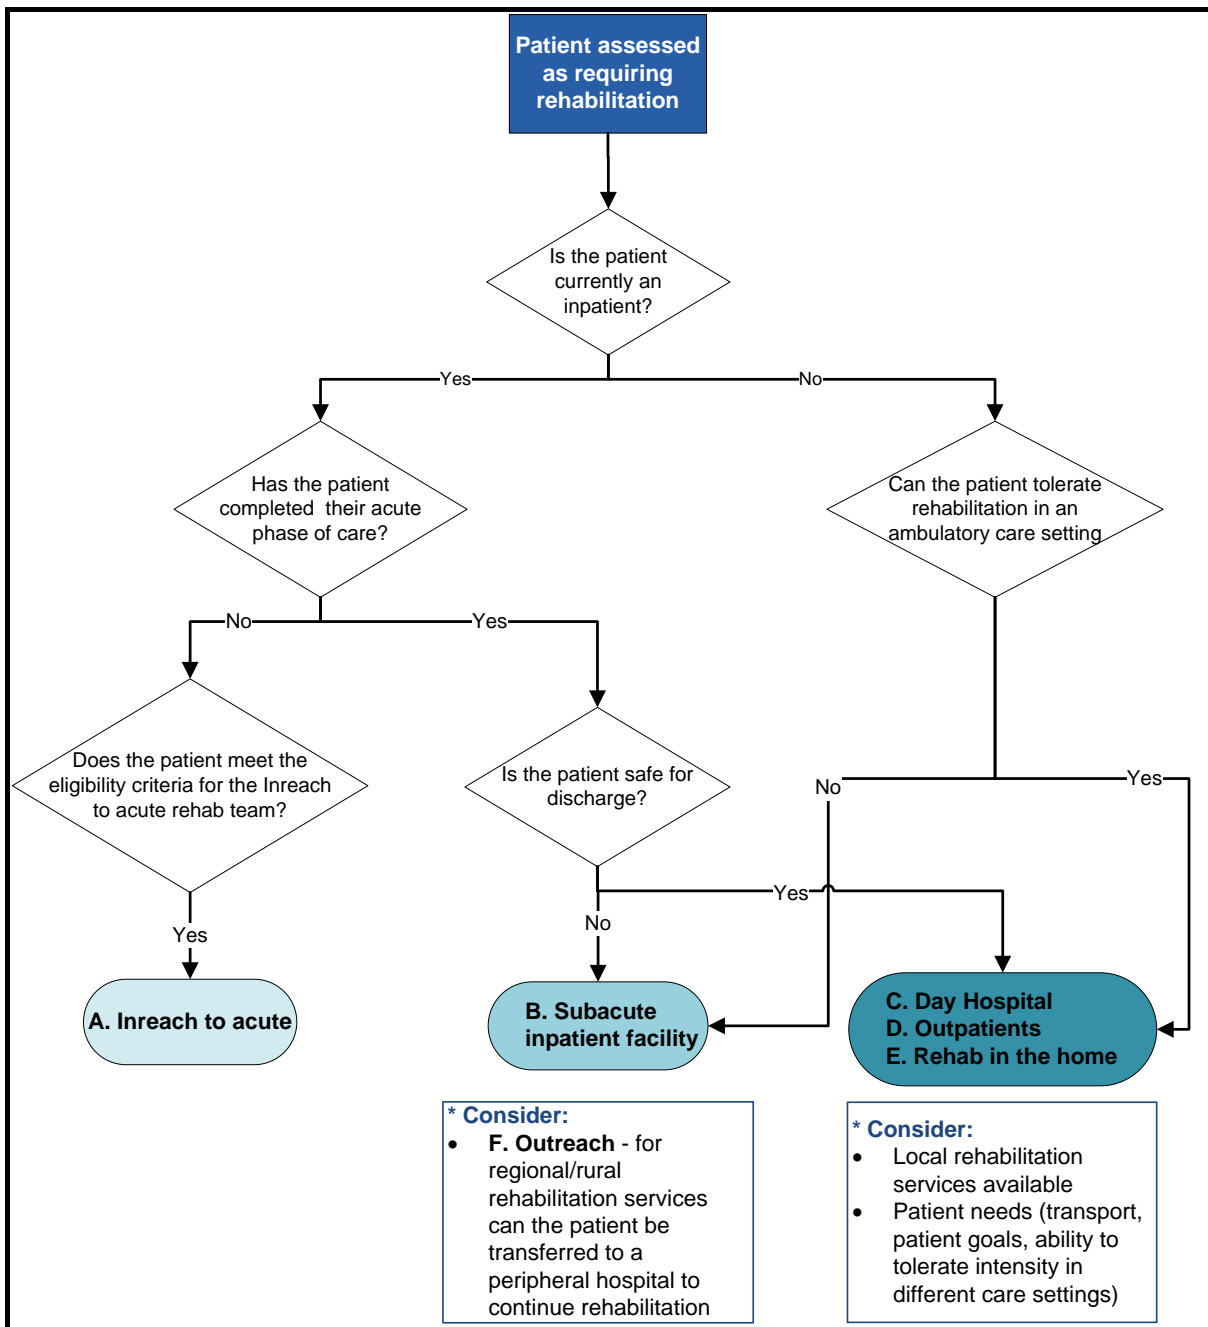 Patient assessed
as requiring
rehabilitation
Is the patient
currently an
inpatient?
Yes
No
Has the patient
completed their acute
phase of care?
Can the patient tolerate
rehabilitation in an
ambulatory care setting
No
Yes
Does the patient meet the
eligibility criteria for the Inreach
to acute rehab team?
Is the patient safe for
discharge?
No
Yes
Yes
No
Yes
A. Inreach to acute
B. Subacute
inpatient facility
C. Day Hospital
D. Outpatients
E. Rehab in the home
* Consider:
• F. Outreach - for
regional/rural
rehabilitation services
can the patient be
transferred to a
peripheral hospital to
continue rehabilitation
* Consider:
• Local rehabilitation
services available
• Patient needs (transport,
patient goals, ability to
tolerate intensity in
different care settings)